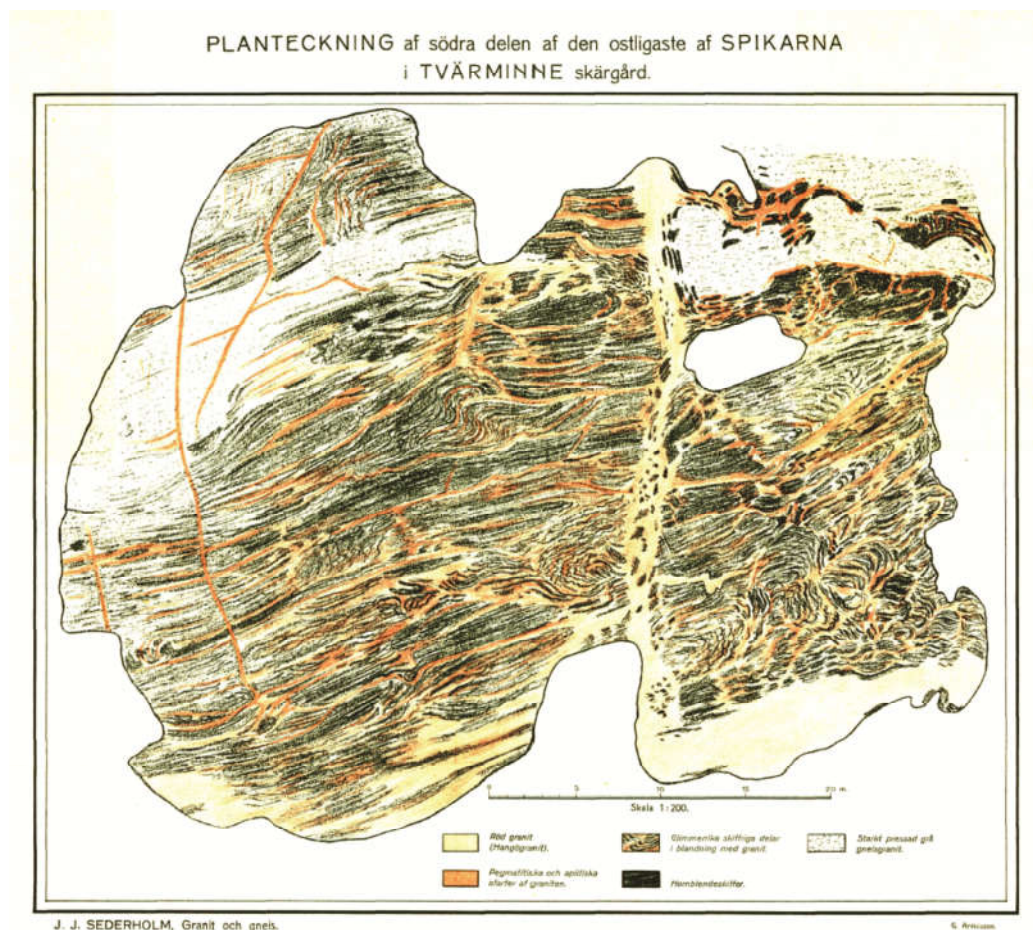 PLANTECKNING af södra delen af den ostligaste af SPIKARNA
i TVÄRMINNE skärgård.
0 5 10 15 20 m.
Skala 1:200.
Röd granit
(Hangögranit).
Pegmatitiska och aplitiska
afarter af graniten.
Glimmerrika skiffriga delar
i blandning med granit.
Hornblendeskiffer.
Starkt pressad grå
gneisgranit.
J. J. SEDERHOLM, Granit och gneis.